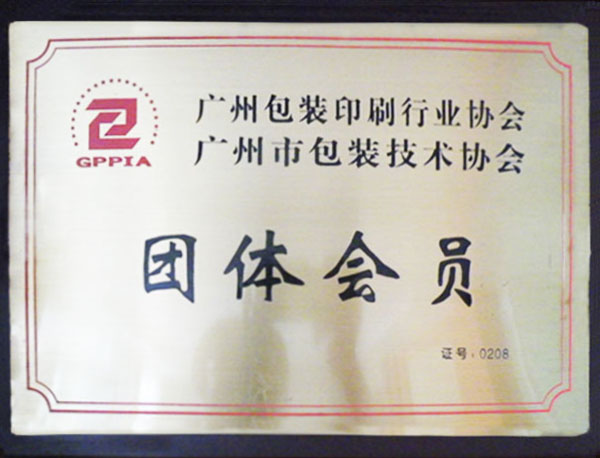 GPPIA
广州包装印刷行业协会
广州市包装技术协会
团体会员
证号:0208